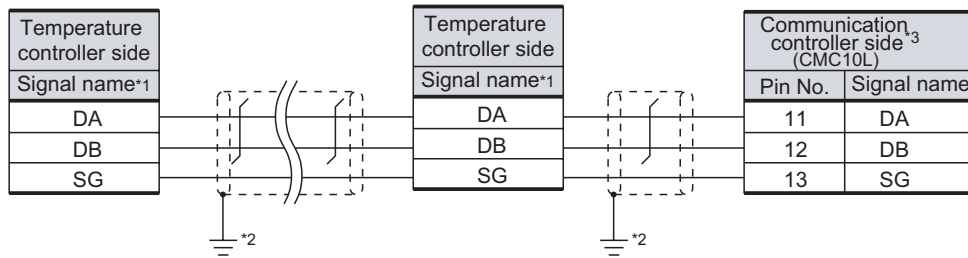 Temperature
controller side
Signal name*1
DA
DB
SG
*2
Temperature
controller side
Signal name*1
DA
DB
SG
*2
Communication
controller side*3
(CMC10L)
Pin No. Signal name
11 DA
12 DB
13 SG